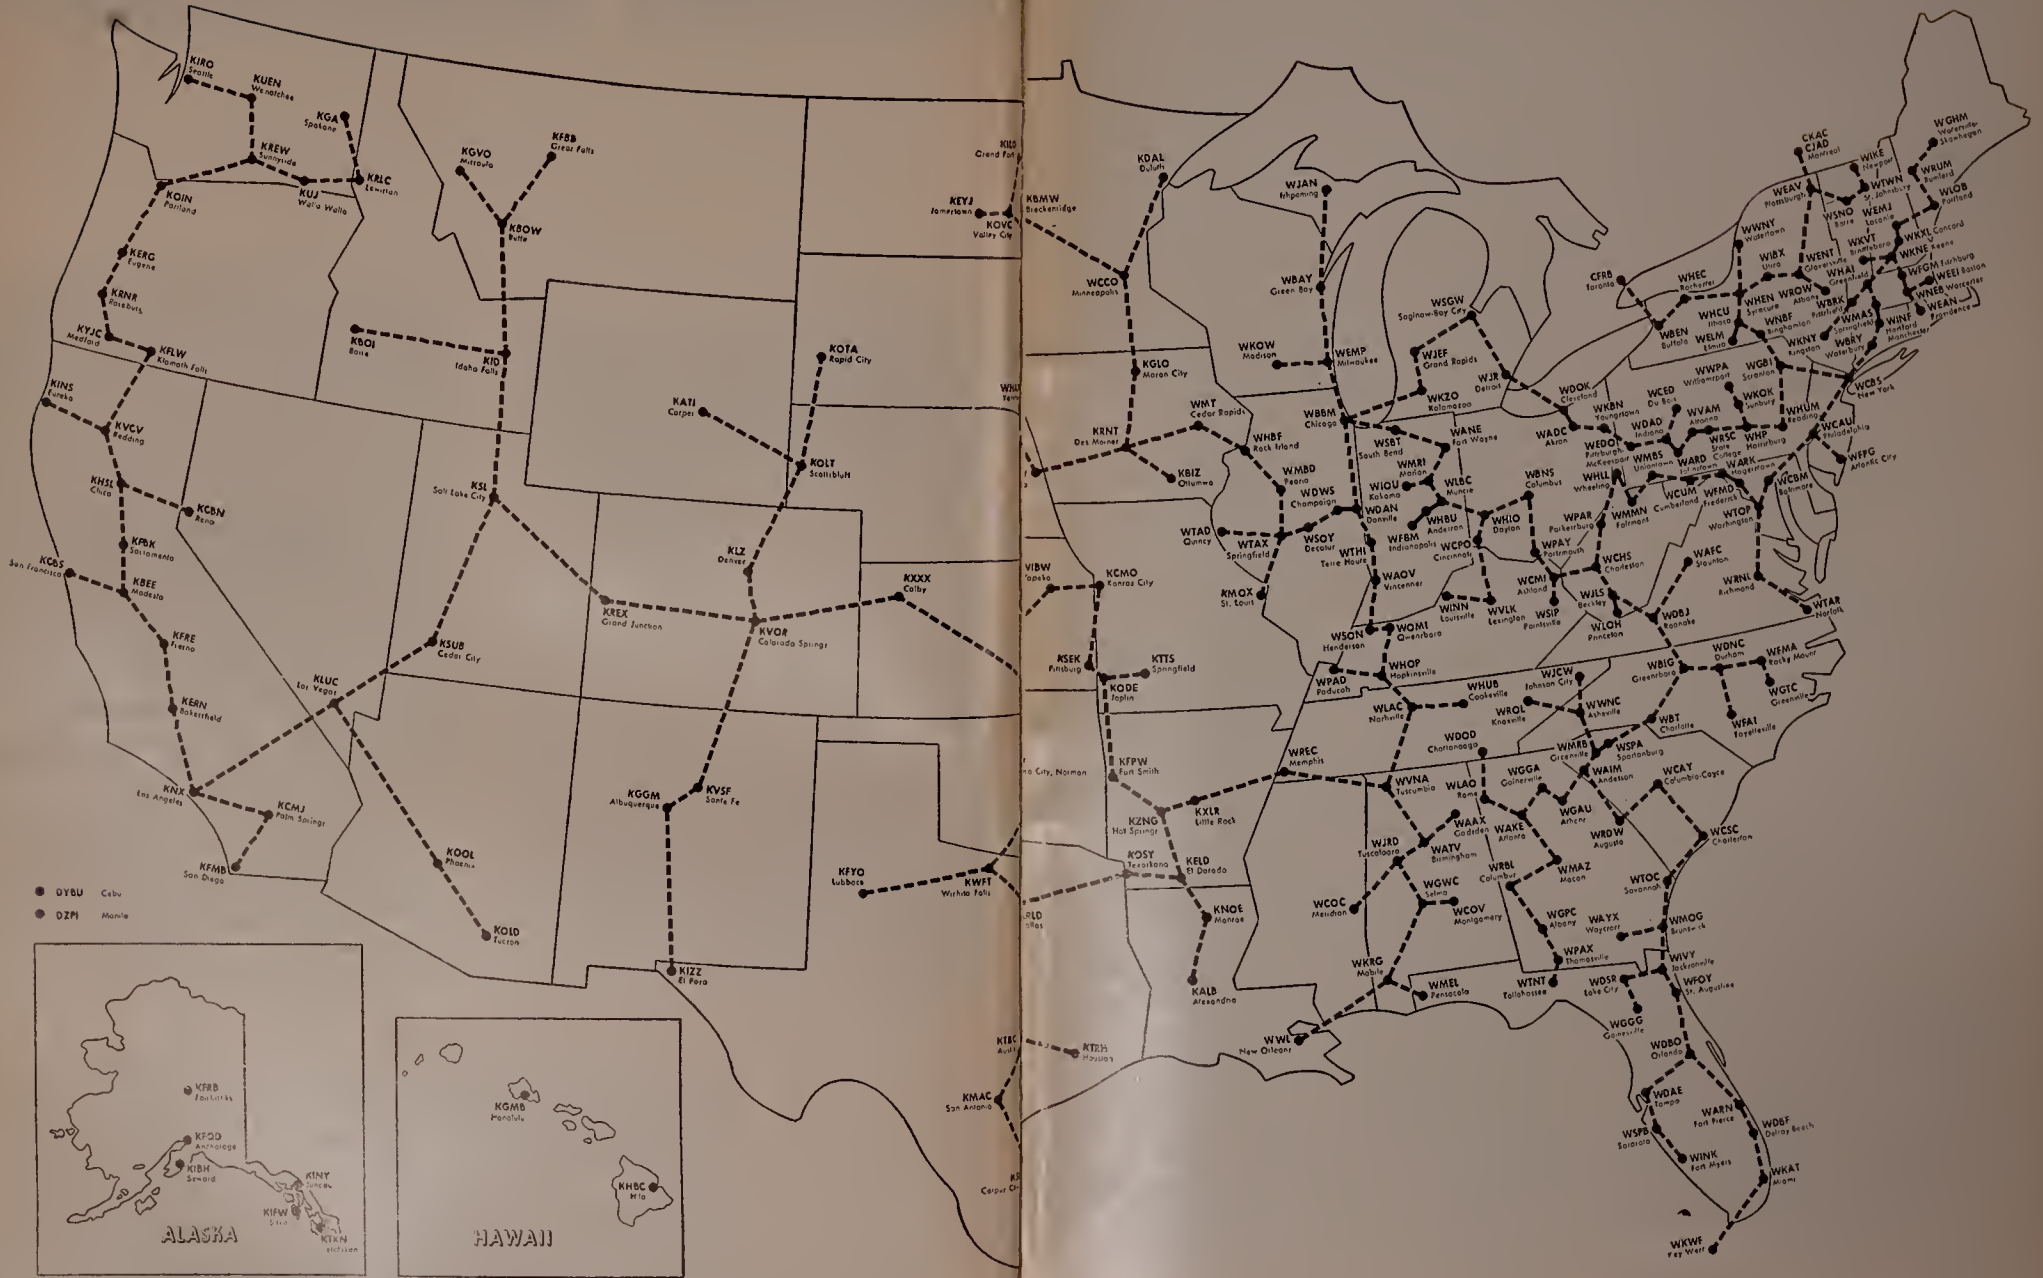 KIRO
Seattle
KUEN
Wenatchee
KGA
Spokane
KREW
Sunnyside
KUJ
Walla Walla
KRLC
Lewiston
KOIN
Portland
KERG
Eugene
KRNR
Roseburg
KYJC
Medford
KFLW
Klamath Falls
KINS
Eureka
KVCV
Redding
KHSL
Chico
KCBN
Reno
KFBK
Sacramento
KCBS
San Francisco
KBEE
Modesto
KFRE
Fresno
KERN
Bakersfield
KNX
Los Angeles
KCMJ
Palm Springs
KFMB
San Diego
DYBU Cebu
DZPI Manila
KGVO
Missoula
KFBB
Great Falls
KBOW
Butte
KBOI
Boise
KID
Idaho Falls
KSL
Salt Lake City
KSUB
Cedar City
KLUC
Las Vegas
KOOL
Phoenix
KOLD
Tucson
KATI
Casper
KOTA
Rapid City
KOLT
Scottsbluff
KLZ
Denver
KREX
Grand Junction
KVOR
Colorado Springs
KXXX
Colby
KGGM
Albuquerque
KVSF
Santa Fe
KIZZ
El Paso
KFYO
Lubbock
KWFT
Wichita Falls
KMAC
San Antonio
KTRH
Houston
KEYJ
Jamestown
KOVC
Valley City
KBMW
Breckenridge
KDAL
Duluth
WCCO
Minneapolis
KGLO
Mason City
KRNT
Des Moines
WMT
Cedar Rapids
KBIZ
Ottumwa
WHBF
Rock Island
WMBD
Peoria
WDWS
Champaign
WDAN
Danville
WTAD
Quincy
WTAX
Springfield
WSOY
Decatur
KMOX
St. Louis
KCMO
Kansas City
KSEK
Pittsburg
KTTS
Springfield
KODE
Joplin
KFPW
Fort Smith
KZNG
Hot Springs
KXLR
Little Rock
KOSY
Texarkana
KELD
El Dorado
KNOE
Monroe
KALB
Alexandria
WREC
Memphis
WJAN
Ishpeming
WBAY
Green Bay
WKOW
Madison
WEMP
Milwaukee
WBBM
Chicago
WSGW
Saginaw-Bay City
WJEF
Grand Rapids
WKZO
Kalamazoo
WJR
Detroit
WSBT
South Bend
WANE
Fort Wayne
WMRI
Marion
WIOU
Kokomo
WLBC
Muncie
WHBU
Anderson
WFBM
Indianapolis
WTHI
Terre Haute
WAOV
Vincennes
WSON
Henderson
WOMI
Owensboro
WPAD
Paducah
WHOP
Hopkinsville
WINN
Louisville
WVLK
Lexington
WCPO
Cincinnati
WHIO
Dayton
WBNS
Columbus
WDOK
Cleveland
WADC
Akron
WKBN
Youngstown
WPAY
Portsmouth
WPAR
Parkersburg
WHLL
Wheeling
WMMN
Fairmont
WCMI
Ashland
WSIP
Paintsville
WCHS
Charleston
WJLS
Beckley
WLOH
Princeton
WDBJ
Roanoke
WAFC
Staunton
WRNL
Richmond
WTAR
Norfolk
WTOP
Washington
WCBM
Baltimore
WARK
Hagerstown
WFMD
Frederick
WCUM
Cumberland
WMBS
Uniontown
WEDO
Pittsburgh
McKeesport
WDAD
Indiana
WCED
Du Bois
WARD
Johnstown
WVAM
Altoona
WRSC
State
College
WHP
Harrisburg
WKOK
Sunbury
WWPA
Williamsport
WGBI
Scranton
WHUM
Reading
WCAU
Philadelphia
WFPG
Atlantic City
WCBS
New York
CFRB
Toronto
WBEN
Buffalo
WHEC
Rochester
WWNY
Watertown
WIBX
Utica
WHEN
Syracuse
WHCU
Ithaca
WELM
Elmira
WNBF
Binghamton
WENT
Gloversville
WROW
Albany
WKNY
Kingston
WBRK
Pittsfield
WMAS
Springfield
WBRY
Waterbury
WINF
Hartford
Manchester
WHAI
Greenfield
WKVT
Brattleboro
WKNE Keene
WKXL Concord
WEMJ
Laconia
WFGM Fitchburg
WEEI Boston
WNEB Worcester
WEAN
Providence
CKAC
CJAD
Montreal
WEAV
Plattsburgh
WIKE
Newport
WTWN
St. Johnsbury
WSNO
Barre
WGHM
Waterville
Skowhegan
WRUM
Rumford
WLOB
Portland
WLAC
Nashville
WHUB
Cookeville
WJCW
Johnson City
WROL
Knoxville
WWNC
Asheville
WDOD
Chattanooga
WBIG
Greensboro
WDNC
Durham
WFMA
Rocky Mount
WGTC
Greenville
WFAI
Fayetteville
WBT
Charlotte
WSPA
Spartanburg
WMRB
Greenville
WAIM
Anderson
WCAY
Columbia-Cayce
WCSC
Charleston
WGGA
Gainesville
WGAU
Athens
WLAQ
Rome
WAKE
Atlanta
WRDW
Augusta
WMAZ
Macon
WRBL
Columbus
WGPC
Albany
WPAX
Thomasville
WTNT
Tallahassee
WTOC
Savannah
WAYX
Waycross
WMOG
Brunswick
WVNA
Tuscumbia
WAAX
Gadsden
WJRD
Tuscaloosa
WATV
Birmingham
WCOC
Meridian
WGWC
Selma
WCOV
Montgomery
WKRG
Mobile
WMEL
Pensacola
WWL
New Orleans
WIVY
Jacksonville
WDSR
Lake City
WFOY
St. Augustine
WGGG
Gainesville
WDBO
Orlando
WDAE
Tampa
WSPB
Sarasota
WINK
Fort Myers
WARN
Fort Pierce
WDBF
Delray Beach
WKAT
Miami
WKWF
Key West
KFRB
Fairbanks
KFQD
Anchorage
KIBH
Seward
KINY
Juneau
KIFW
Sitka
KTKN
Ketchikan
ALASKA
KGMB
Honolulu
KHBC
Hilo
HAWAII